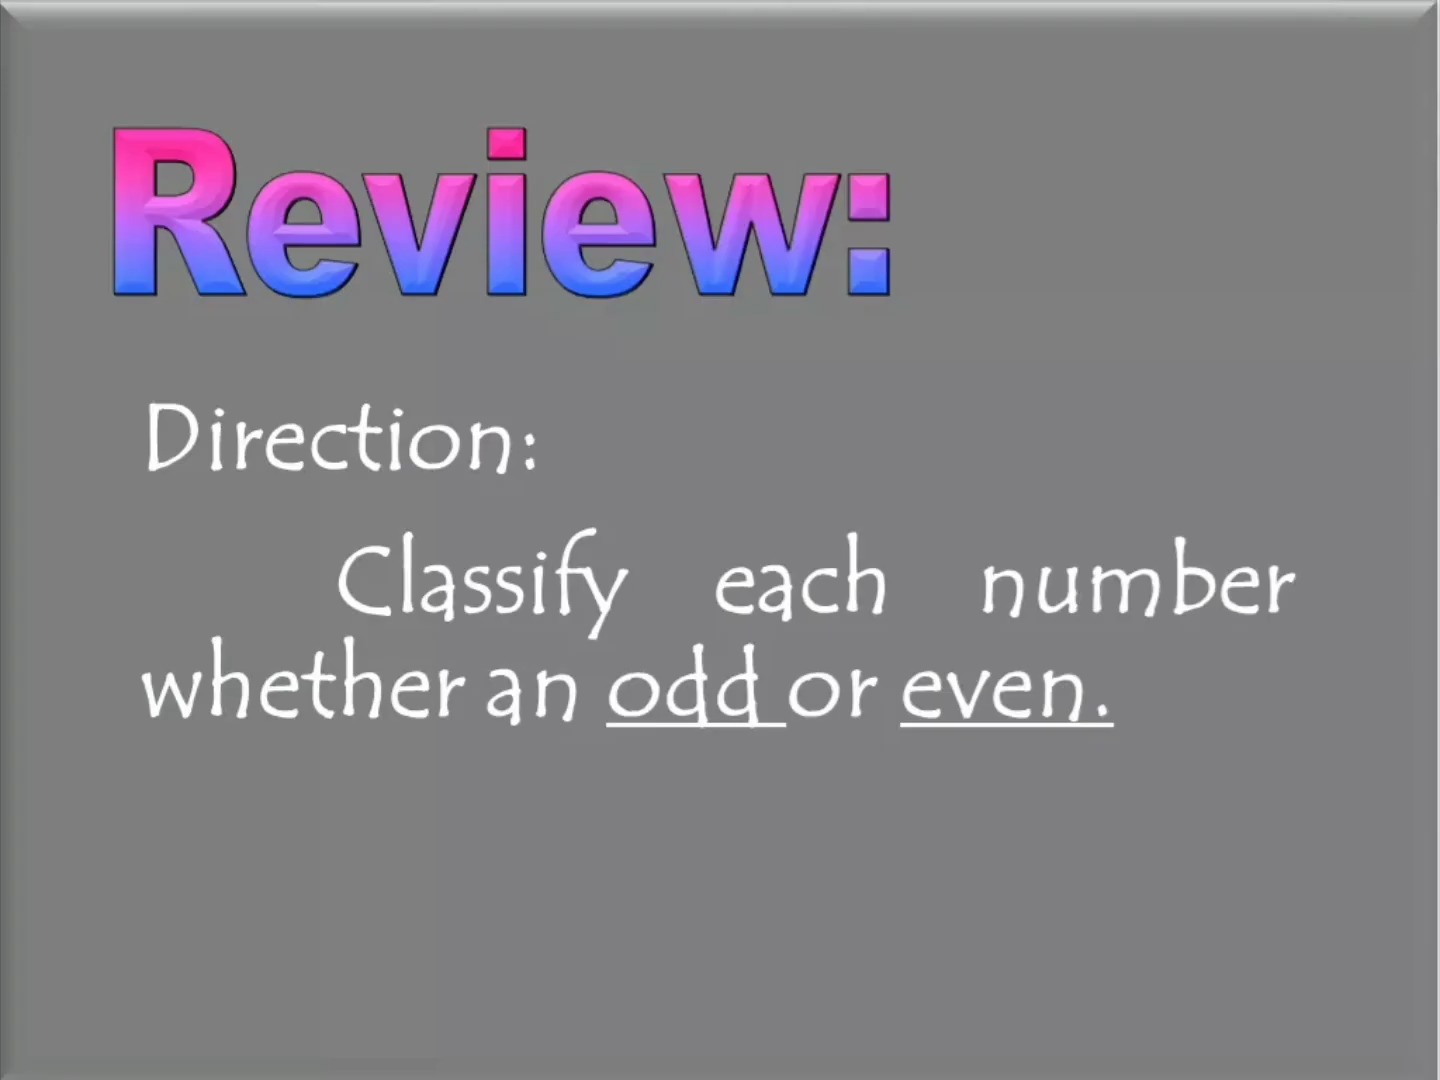 Review:
Direction:
Classify each number
whether an odd or even.